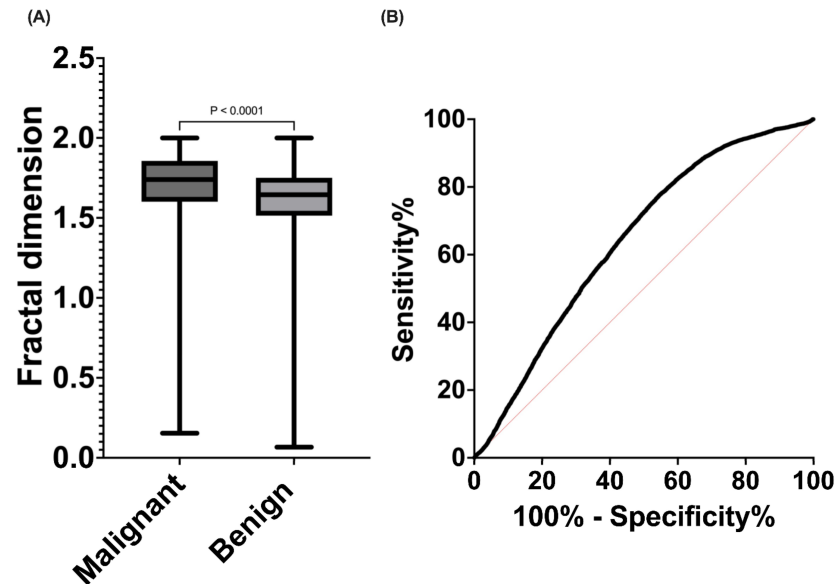 (A)
Fractal dimension
2.5
2.0
1.5
1.0
0.5
0.0
P < 0.0001
Malignant
Benign
(B)
Sensitivity%
100
80
60
40
20
0
0 20 40 60 80 100
100% - Specificity%